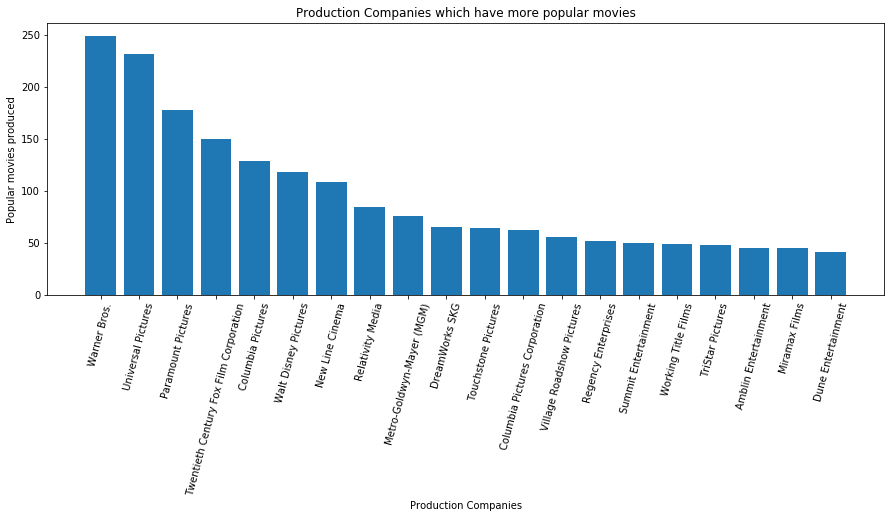 Production Companies which have more popular movies
Popular movies produced
250
200
150
100
50
0
Warner Bros.
Universal Pictures
Paramount Pictures
Twentieth Century Fox Film Corporation
Columbia Pictures
Walt Disney Pictures
New Line Cinema
Relativity Media
Metro-Goldwyn-Mayer (MGM)
DreamWorks SKG
Touchstone Pictures
Columbia Pictures Corporation
Village Roadshow Pictures
Regency Enterprises
Summit Entertainment
Working Title Films
TriStar Pictures
Amblin Entertainment
Miramax Films
Dune Entertainment
Production Companies